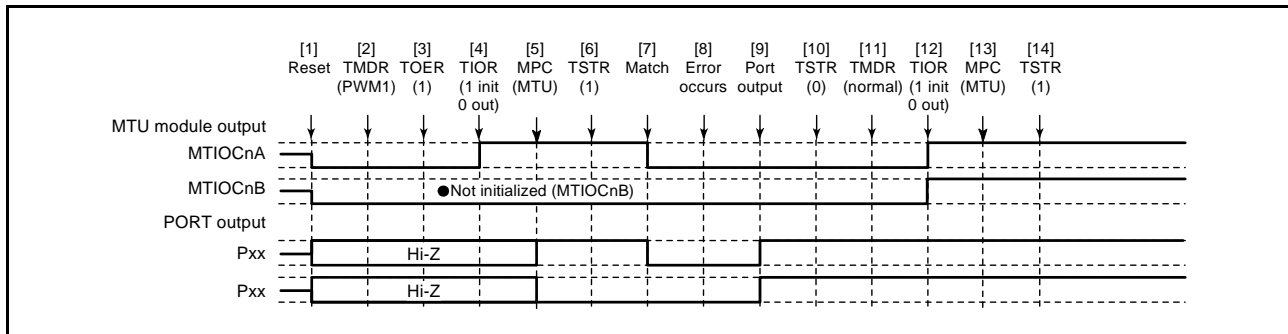 [1] [2] [3] [4] [5] [6] [7] [8] [9] [10] [11] [12] [13] [14]
Reset TMDR TOER TIOR MPC TSTR Match Error Port TSTR TMDR TIOR MPC TSTR
(PWM1) (1) (1 init (MTU) (1) occurs output (0) (normal) (1 init (MTU) (1)
0 out) 0 out)
MTU module output
MTIOCnA
MTIOCnB ●Not initialized (MTIOCnB)
PORT output
Pxx Hi-Z
Pxx Hi-Z